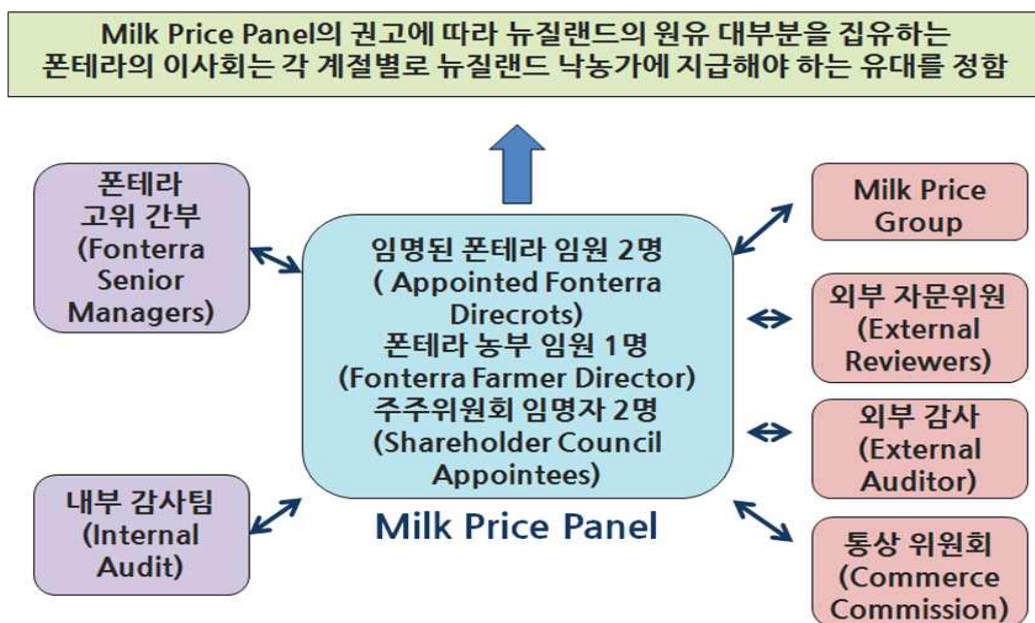 Milk Price Panel의 권고에 따라 뉴질랜드의 원유 대부분을 집유하는
폰테라의 이사회는 각 계절별로 뉴질랜드 낙농가에 지급해야 하는 유대를 정함
폰테라
고위 간부
(Fonterra
Senior
Managers)
내부 감사팀
(Internal
Audit)
임명된 폰테라 임원 2명
( Appointed Fonterra
Direcrots)
폰테라 농부 임원 1명
(Fonterra Farmer Director)
주주위원회 임명자 2명
(Shareholder Council
Appointees)
Milk Price Panel
Milk Price
Group
외부 자문위원
(External
Reviewers)
외부 감사
(External
Auditor)
통상 위원회
(Commerce
Commission)